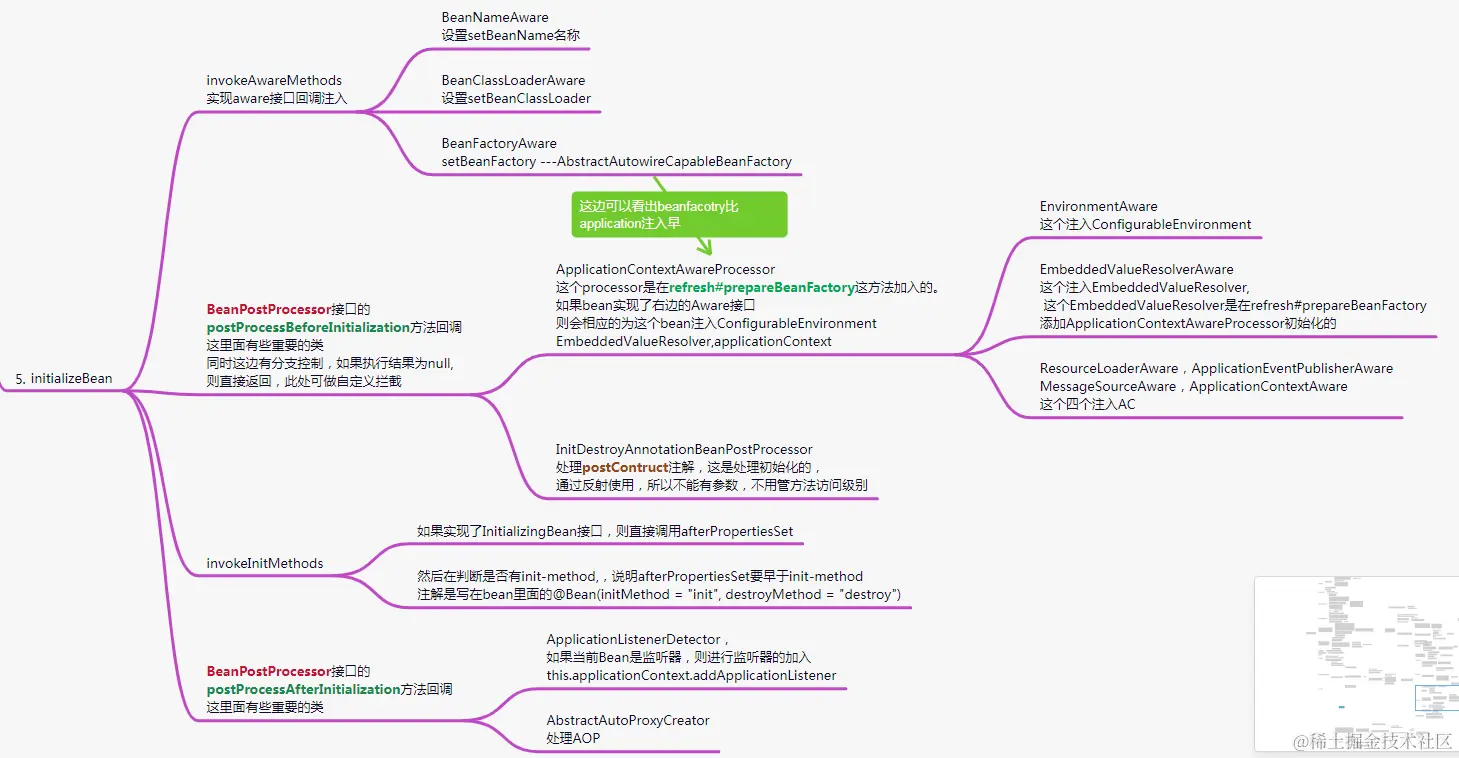 BeanNameAware
设置setBeanName名称
invokeAwareMethods
实现aware接口回调注入
BeanClassLoaderAware
设置setBeanClassLoader
BeanFactoryAware
setBeanFactory ---AbstractAutowireCapableBeanFactory
这边可以看出beanfacotry比
application注入早
EnvironmentAware
这个注入ConfigurableEnvironment
ApplicationContextAwareProcessor
这个processor是在refresh#prepareBeanFactory这方法加入的。
如果bean实现了右边的Aware接口
则会相应的为这个bean注入ConfigurableEnvironment
EmbeddedValueResolver,applicationContext
EmbeddedValueResolverAware
这个注入EmbeddedValueResolver,
这个EmbeddedValueResolver是在refresh#prepareBeanFactory
添加ApplicationContextAwareProcessor初始化的
BeanPostProcessor接口的
postProcessBeforeInitialization方法回调
这里面有些重要的类
同时这边有分支控制，如果执行结果为null,
则直接返回，此处可做自定义拦截
5. initializeBean
ResourceLoaderAware，ApplicationEventPublisherAware
MessageSourceAware，ApplicationContextAware
这个四个注入AC
InitDestroyAnnotationBeanPostProcessor
处理postContruct注解，这是处理初始化的，
通过反射使用，所以不能有参数，不用管方法访问级别
如果实现了InitializingBean接口，则直接调用afterPropertiesSet
invokeInitMethods
然后在判断是否有init-method,，说明afterPropertiesSet要早于init-method
注解是写在bean里面的@Bean(initMethod = "init", destroyMethod = "destroy")
ApplicationListenerDetector，
如果当前Bean是监听器，则进行监听器的加入
this.applicationContext.addApplicationListener
BeanPostProcessor接口的
postProcessAfterInitialization方法回调
这里面有些重要的类
AbstractAutoProxyCreator
处理AOP
@稀土掘金技术社区